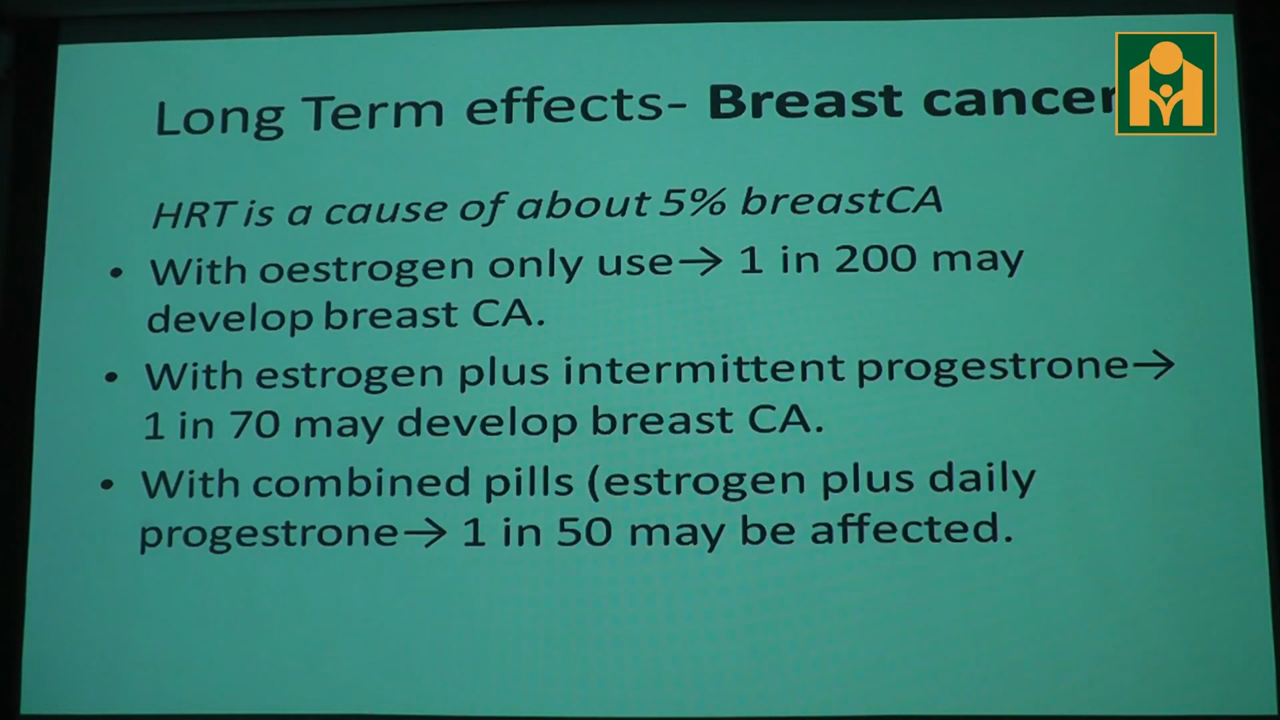 Long Term effects- Breast cancer
HRT is a cause of about 5% breastCA
• With oestrogen only use→ 1 in 200 may
develop breast CA.
• With estrogen plus intermittent progestrone→
1 in 70 may develop breast CA.
• With combined pills (estrogen plus daily
progestrone→ 1 in 50 may be affected.